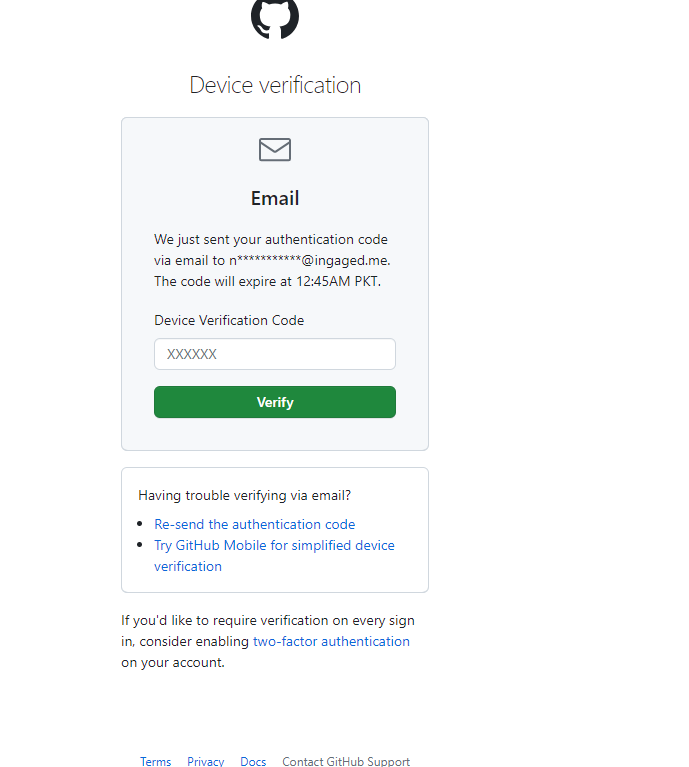 Device verification
Email
We just sent your authentication code
via email to n***********@ingaged.me.
The code will expire at 12:45AM PKT.
Device Verification Code
XXXXXX
Verify
Having trouble verifying via email?
Re-send the authentication code
Try GitHub Mobile for simplified device
verification
If you'd like to require verification on every sign
in, consider enabling two-factor authentication
on your account.
Terms Privacy Docs Contact GitHub Support